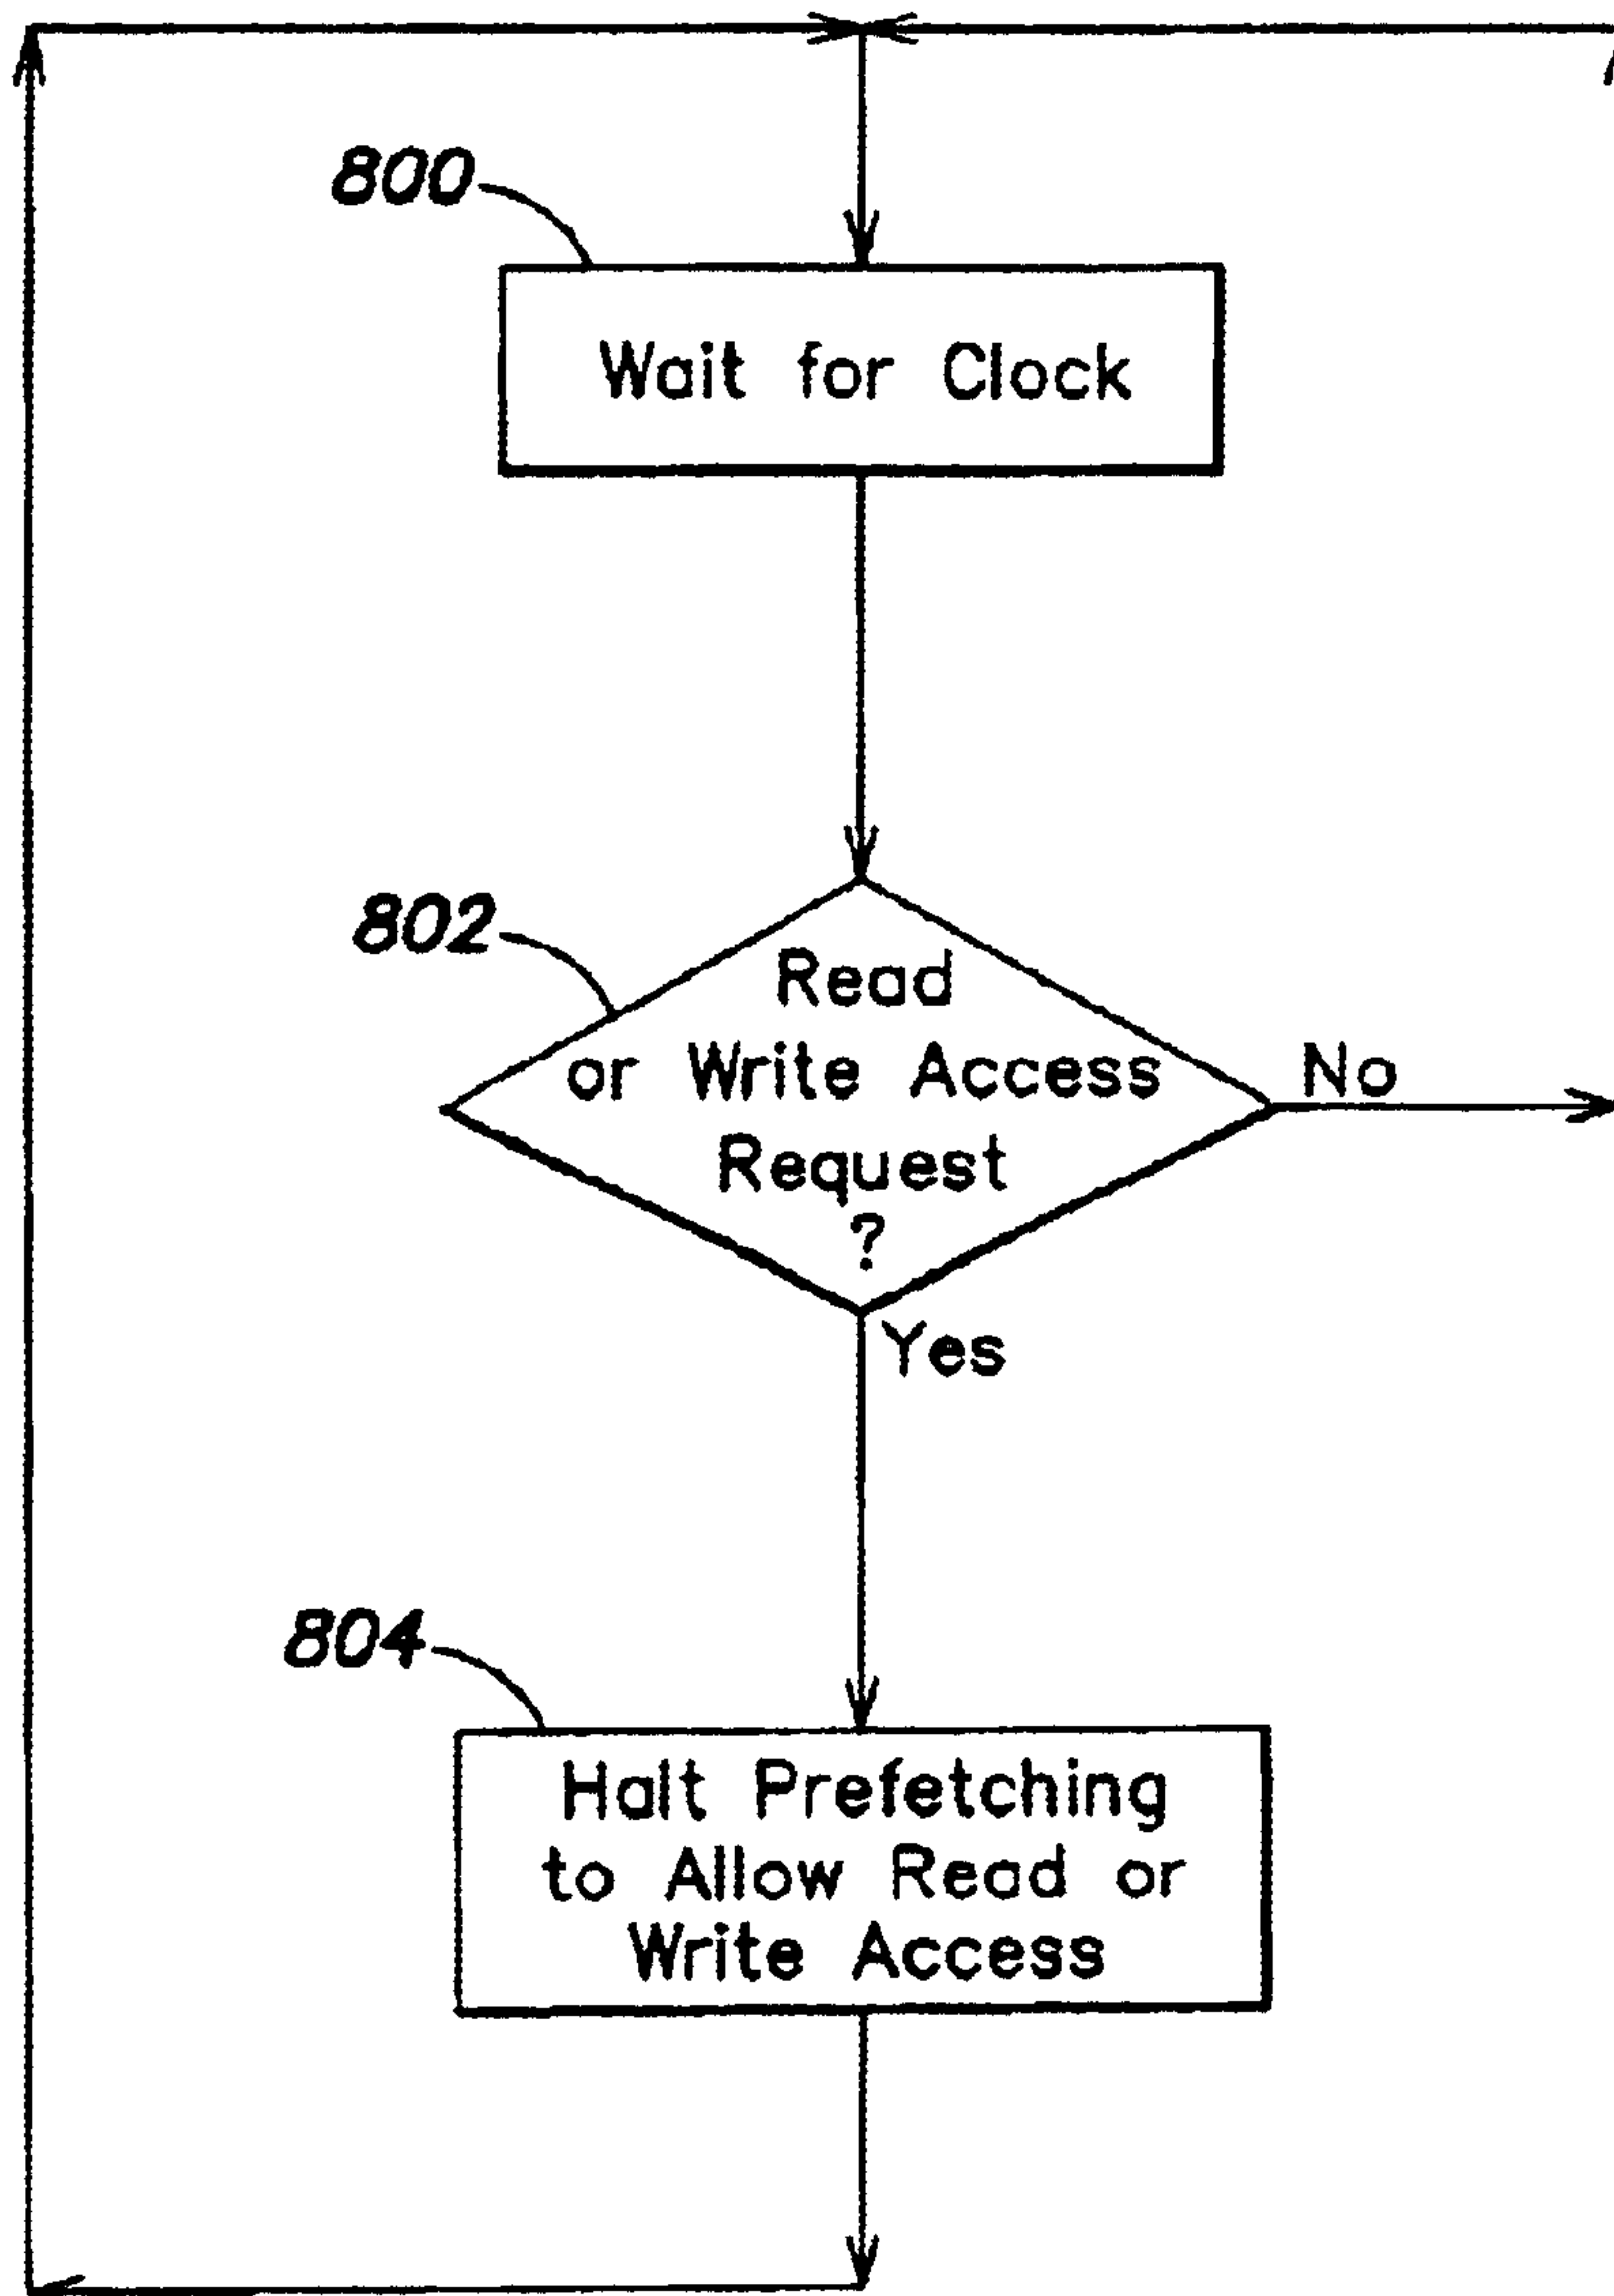 800
Wait for Clock
802
Read
or Write Access
Request
?
No
Yes
804
Halt Prefetching
to Allow Read or
Write Access